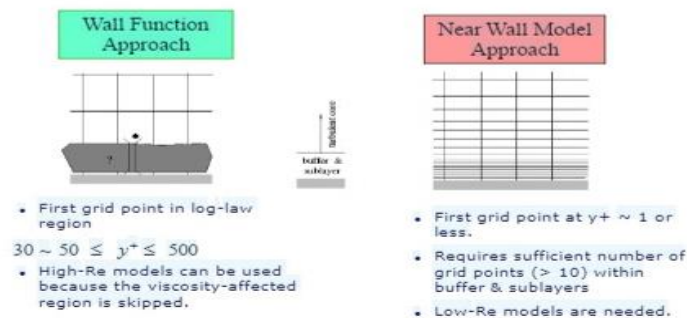 Wall Function
Approach
?
turbulent core
buffer &
sublayer
• First grid point in log-law
region
30 ~ 50 ≤ y⁺ ≤ 500
• High-Re models can be used
because the viscosity-affected
region is skipped.
Near Wall Model
Approach
• First grid point at y+ ~ 1 or
less.
• Requires sufficient number of
grid points (> 10) within
buffer & sublayers
• Low-Re models are needed.